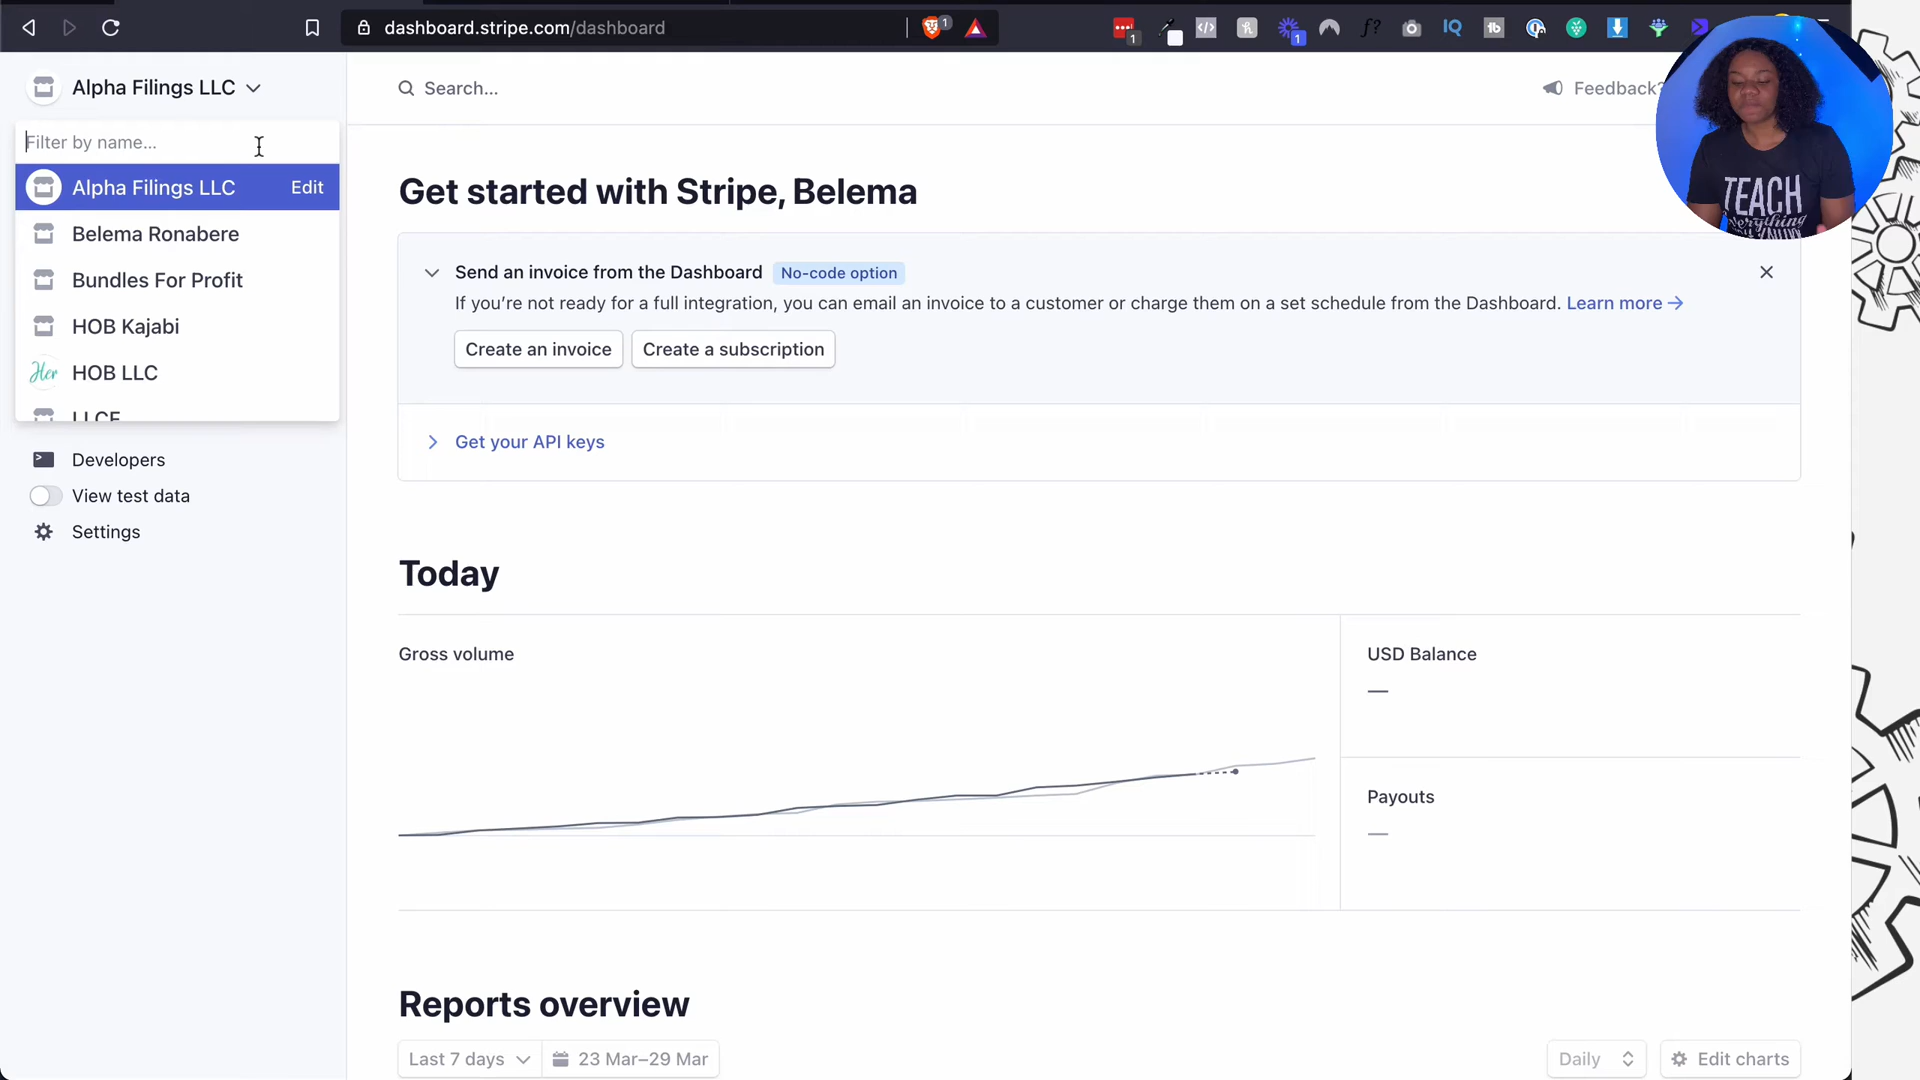 dashboard.stripe.com/dashboard
1
1
1
Alpha Filings LLC
Search...
Feedback?
Filter by name...
Alpha Filings LLC Edit
Belema Ronabere
Bundles For Profit
HOB Kajabi
Her HOB LLC
Developers
View test data
Settings
Get started with Stripe, Belema
Send an invoice from the Dashboard No-code option
If you're not ready for a full integration, you can email an invoice to a customer or charge them on a set schedule from the Dashboard. Learn more →
Create an invoice Create a subscription
Get your API keys
Today
Gross volume
USD Balance
—
Payouts
—
Reports overview
Last 7 days 23 Mar–29 Mar
Daily Edit charts
TEACH
Everything